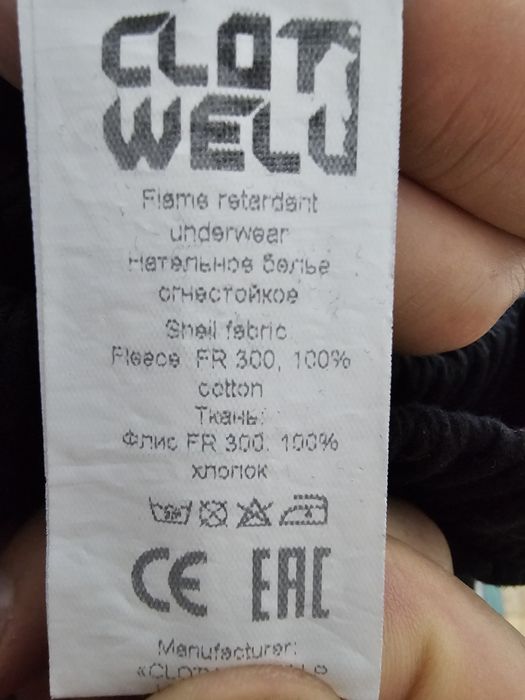 CLOT
WELL
Flame retardant
underwear
Нательное белье
огнестойкое
Shell fabric
Fleece FR 300, 100%
cotton
Ткань:
Флис FR 300, 100%
хлопок
CE EAC
Manufacturer: